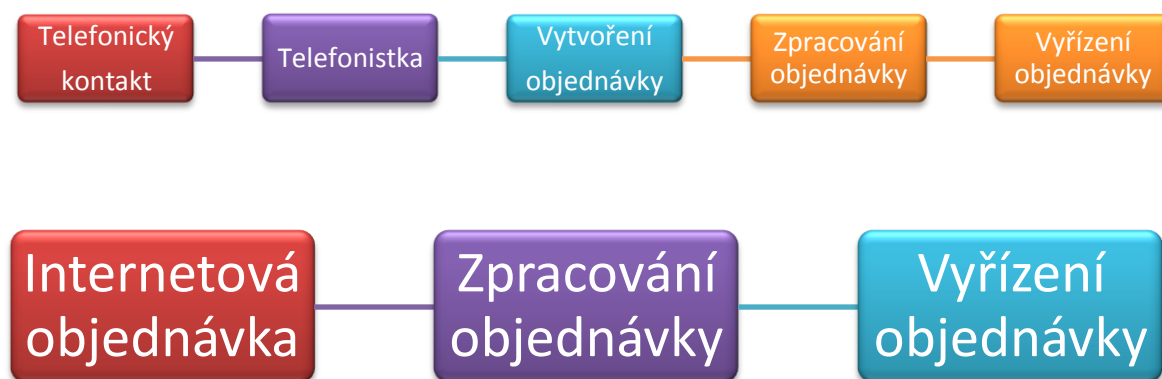 Telefonický
kontakt
Telefonistka
Vytvoření
objednávky
Zpracování
objednávky
Vyřízení
objednávky
Internetová
objednávka
Zpracování
objednávky
Vyřízení
objednávky